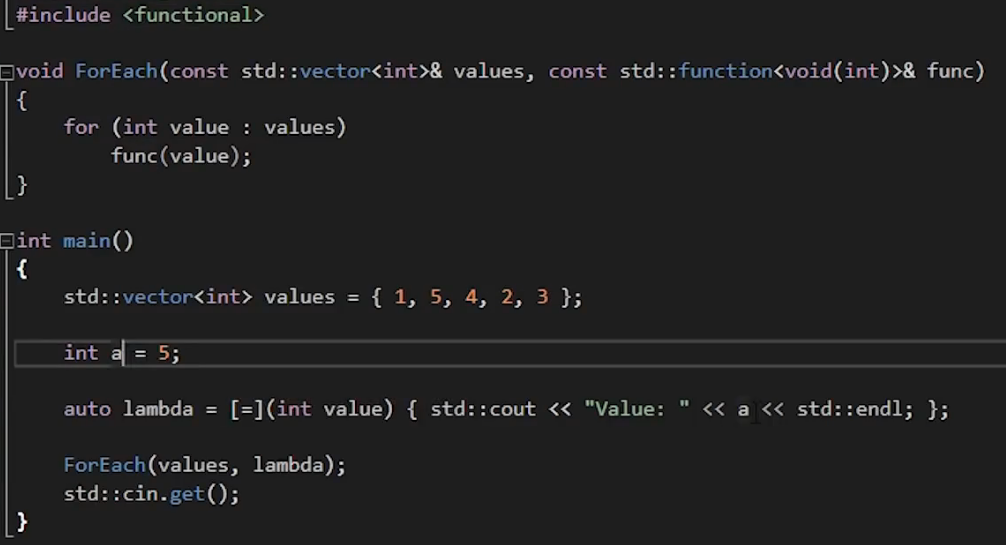 #include <functional>
void ForEach(const std::vector<int>& values, const std::function<void(int)>& func)
{
    for (int value : values)
        func(value);
}
int main()
{
    std::vector<int> values = { 1, 5, 4, 2, 3 };
    int a = 5;
    auto lambda = [=](int value) { std::cout << "Value: " << a << std::endl; };
    ForEach(values, lambda);
    std::cin.get();
}